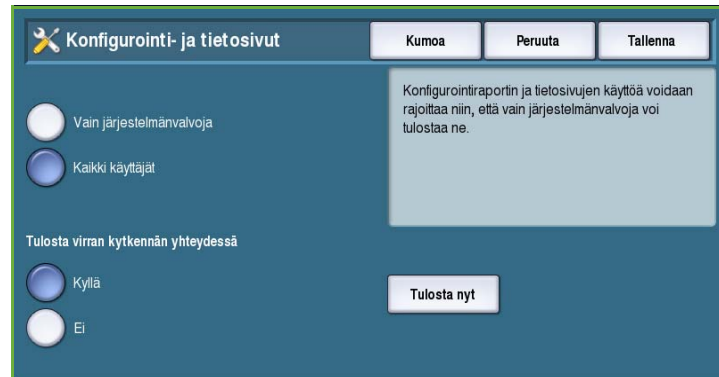 Konfigurointi- ja tietosivut
Kumoa
Peruuta
Tallenna
Konfigurointiraportin ja tietosivujen käyttöä voidaan
rajoittaa niin, että vain järjestelmänvalvoja voi
tulostaa ne.
Vain järjestelmänvalvoja
Kaikki käyttäjät
Tulosta virran kytkennän yhteydessä
Kyllä
Ei
Tulosta nyt